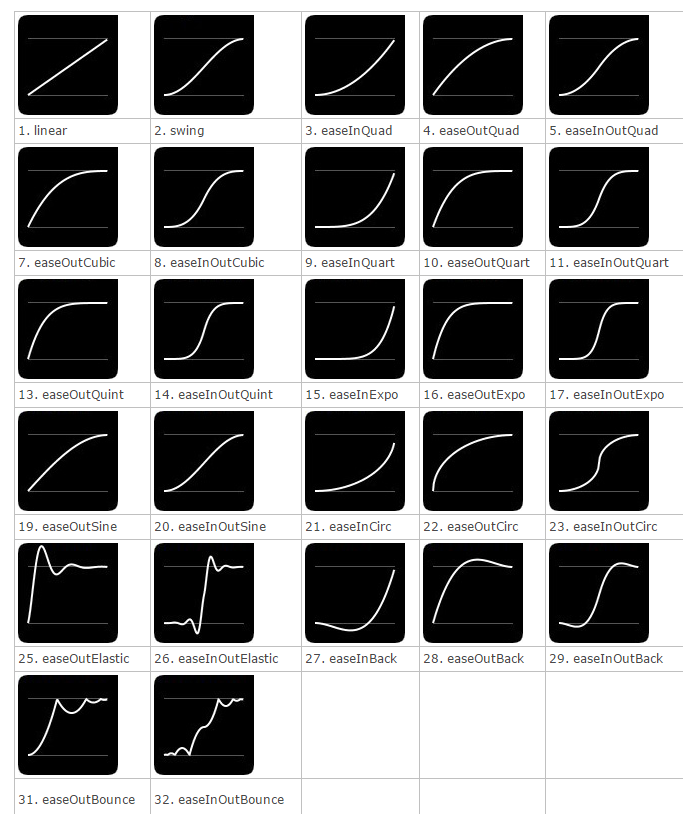 1. linear
2. swing
3. easeInQuad
4. easeOutQuad
5. easeInOutQuad
7. easeOutCubic
8. easeInOutCubic
9. easeInQuart
10. easeOutQuart
11. easeInOutQuart
13. easeOutQuint
14. easeInOutQuint
15. easeInExpo
16. easeOutExpo
17. easeInOutExpo
19. easeOutSine
20. easeInOutSine
21. easeInCirc
22. easeOutCirc
23. easeInOutCirc
25. easeOutElastic
26. easeInOutElastic
27. easeInBack
28. easeOutBack
29. easeInOutBack
31. easeOutBounce
32. easeInOutBounce